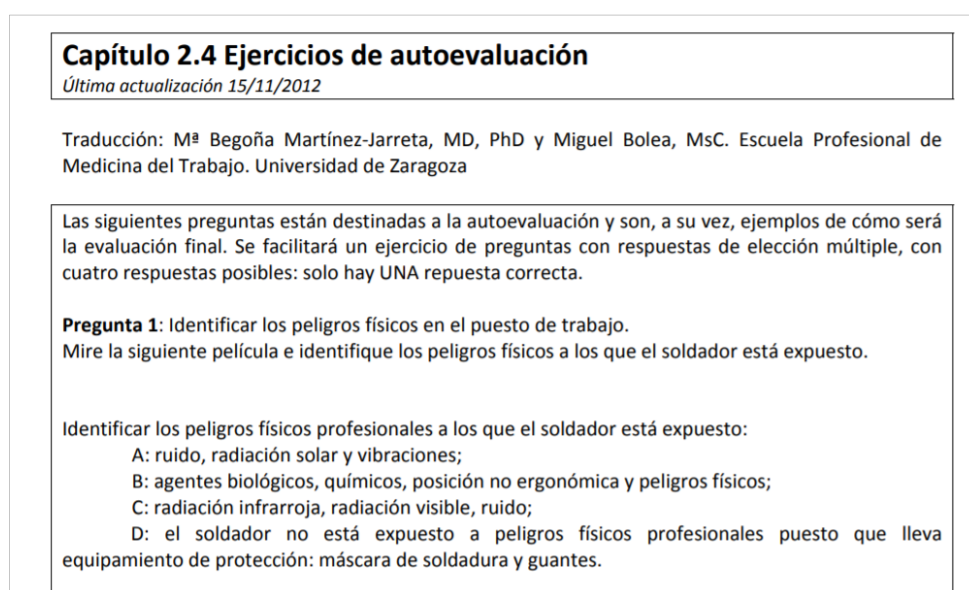 Capítulo 2.4 Ejercicios de autoevaluación
Última actualización 15/11/2012
Traducción: Mª Begoña Martínez-Jarreta, MD, PhD y Miguel Bolea, MsC. Escuela Profesional de
Medicina del Trabajo. Universidad de Zaragoza
Las siguientes preguntas están destinadas a la autoevaluación y son, a su vez, ejemplos de cómo será
la evaluación final. Se facilitará un ejercicio de preguntas con respuestas de elección múltiple, con
cuatro respuestas posibles: solo hay UNA repuesta correcta.
Pregunta 1: Identificar los peligros físicos en el puesto de trabajo.
Mire la siguiente película e identifique los peligros físicos a los que el soldador está expuesto.
Identificar los peligros físicos profesionales a los que el soldador está expuesto:
A: ruido, radiación solar y vibraciones;
B: agentes biológicos, químicos, posición no ergonómica y peligros físicos;
C: radiación infrarroja, radiación visible, ruido;
D: el soldador no está expuesto a peligros físicos profesionales puesto que lleva
equipamiento de protección: máscara de soldadura y guantes.